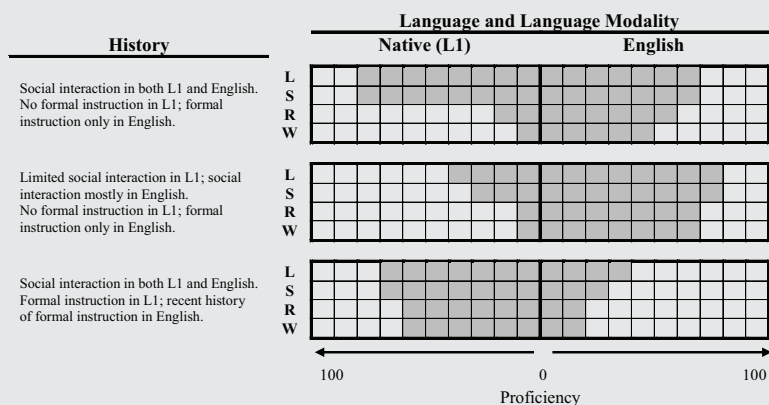 Language and Language Modality
History
Native (L1)
English
Social interaction in both L1 and English.
No formal instruction in L1; formal
instruction only in English.
L
S
R
W
Limited social interaction in L1; social
interaction mostly in English.
No formal instruction in L1; formal
instruction only in English.
L
S
R
W
Social interaction in both L1 and English.
Formal instruction in L1; recent history
of formal instruction in English.
L
S
R
W
100
0
100
Proficiency